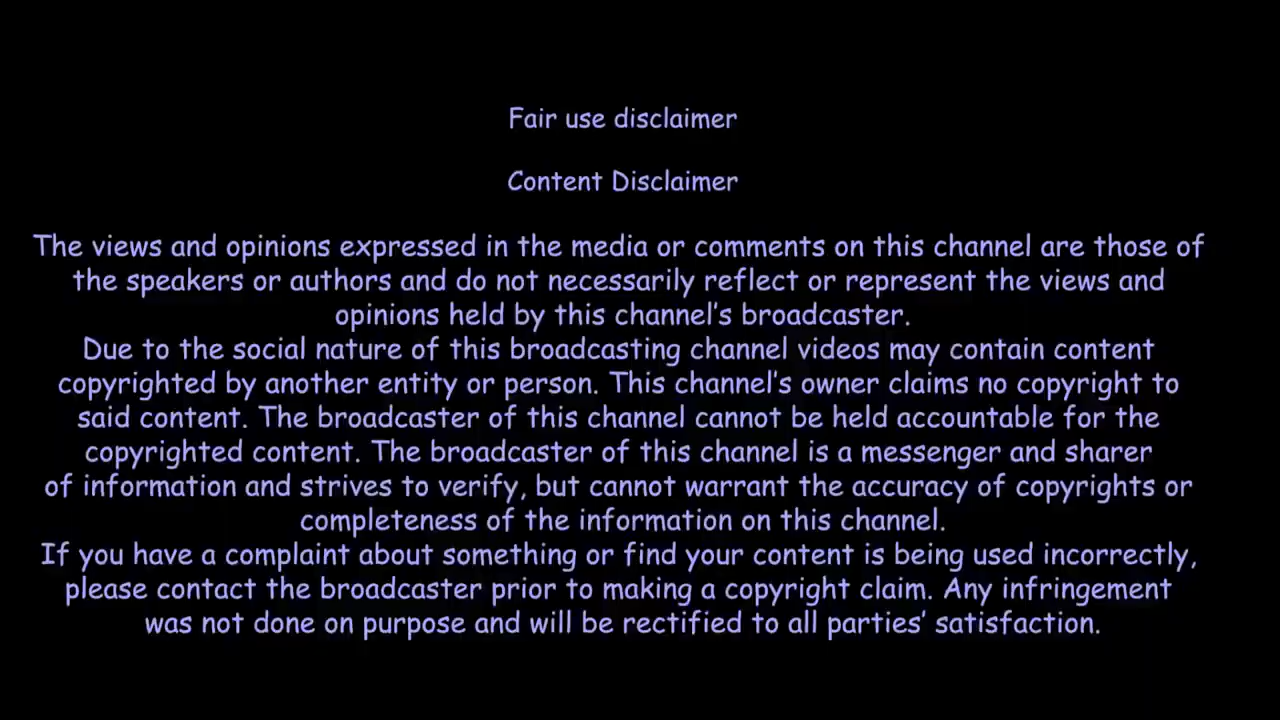 Fair use disclaimer
Content Disclaimer
The views and opinions expressed in the media or comments on this channel are those of
the speakers or authors and do not necessarily reflect or represent the views and
opinions held by this channel’s broadcaster.
Due to the social nature of this broadcasting channel videos may contain content
copyrighted by another entity or person. This channel’s owner claims no copyright to
said content. The broadcaster of this channel cannot be held accountable for the
copyrighted content. The broadcaster of this channel is a messenger and sharer
of information and strives to verify, but cannot warrant the accuracy of copyrights or
completeness of the information on this channel.
If you have a complaint about something or find your content is being used incorrectly,
please contact the broadcaster prior to making a copyright claim. Any infringement
was not done on purpose and will be rectified to all parties’ satisfaction.